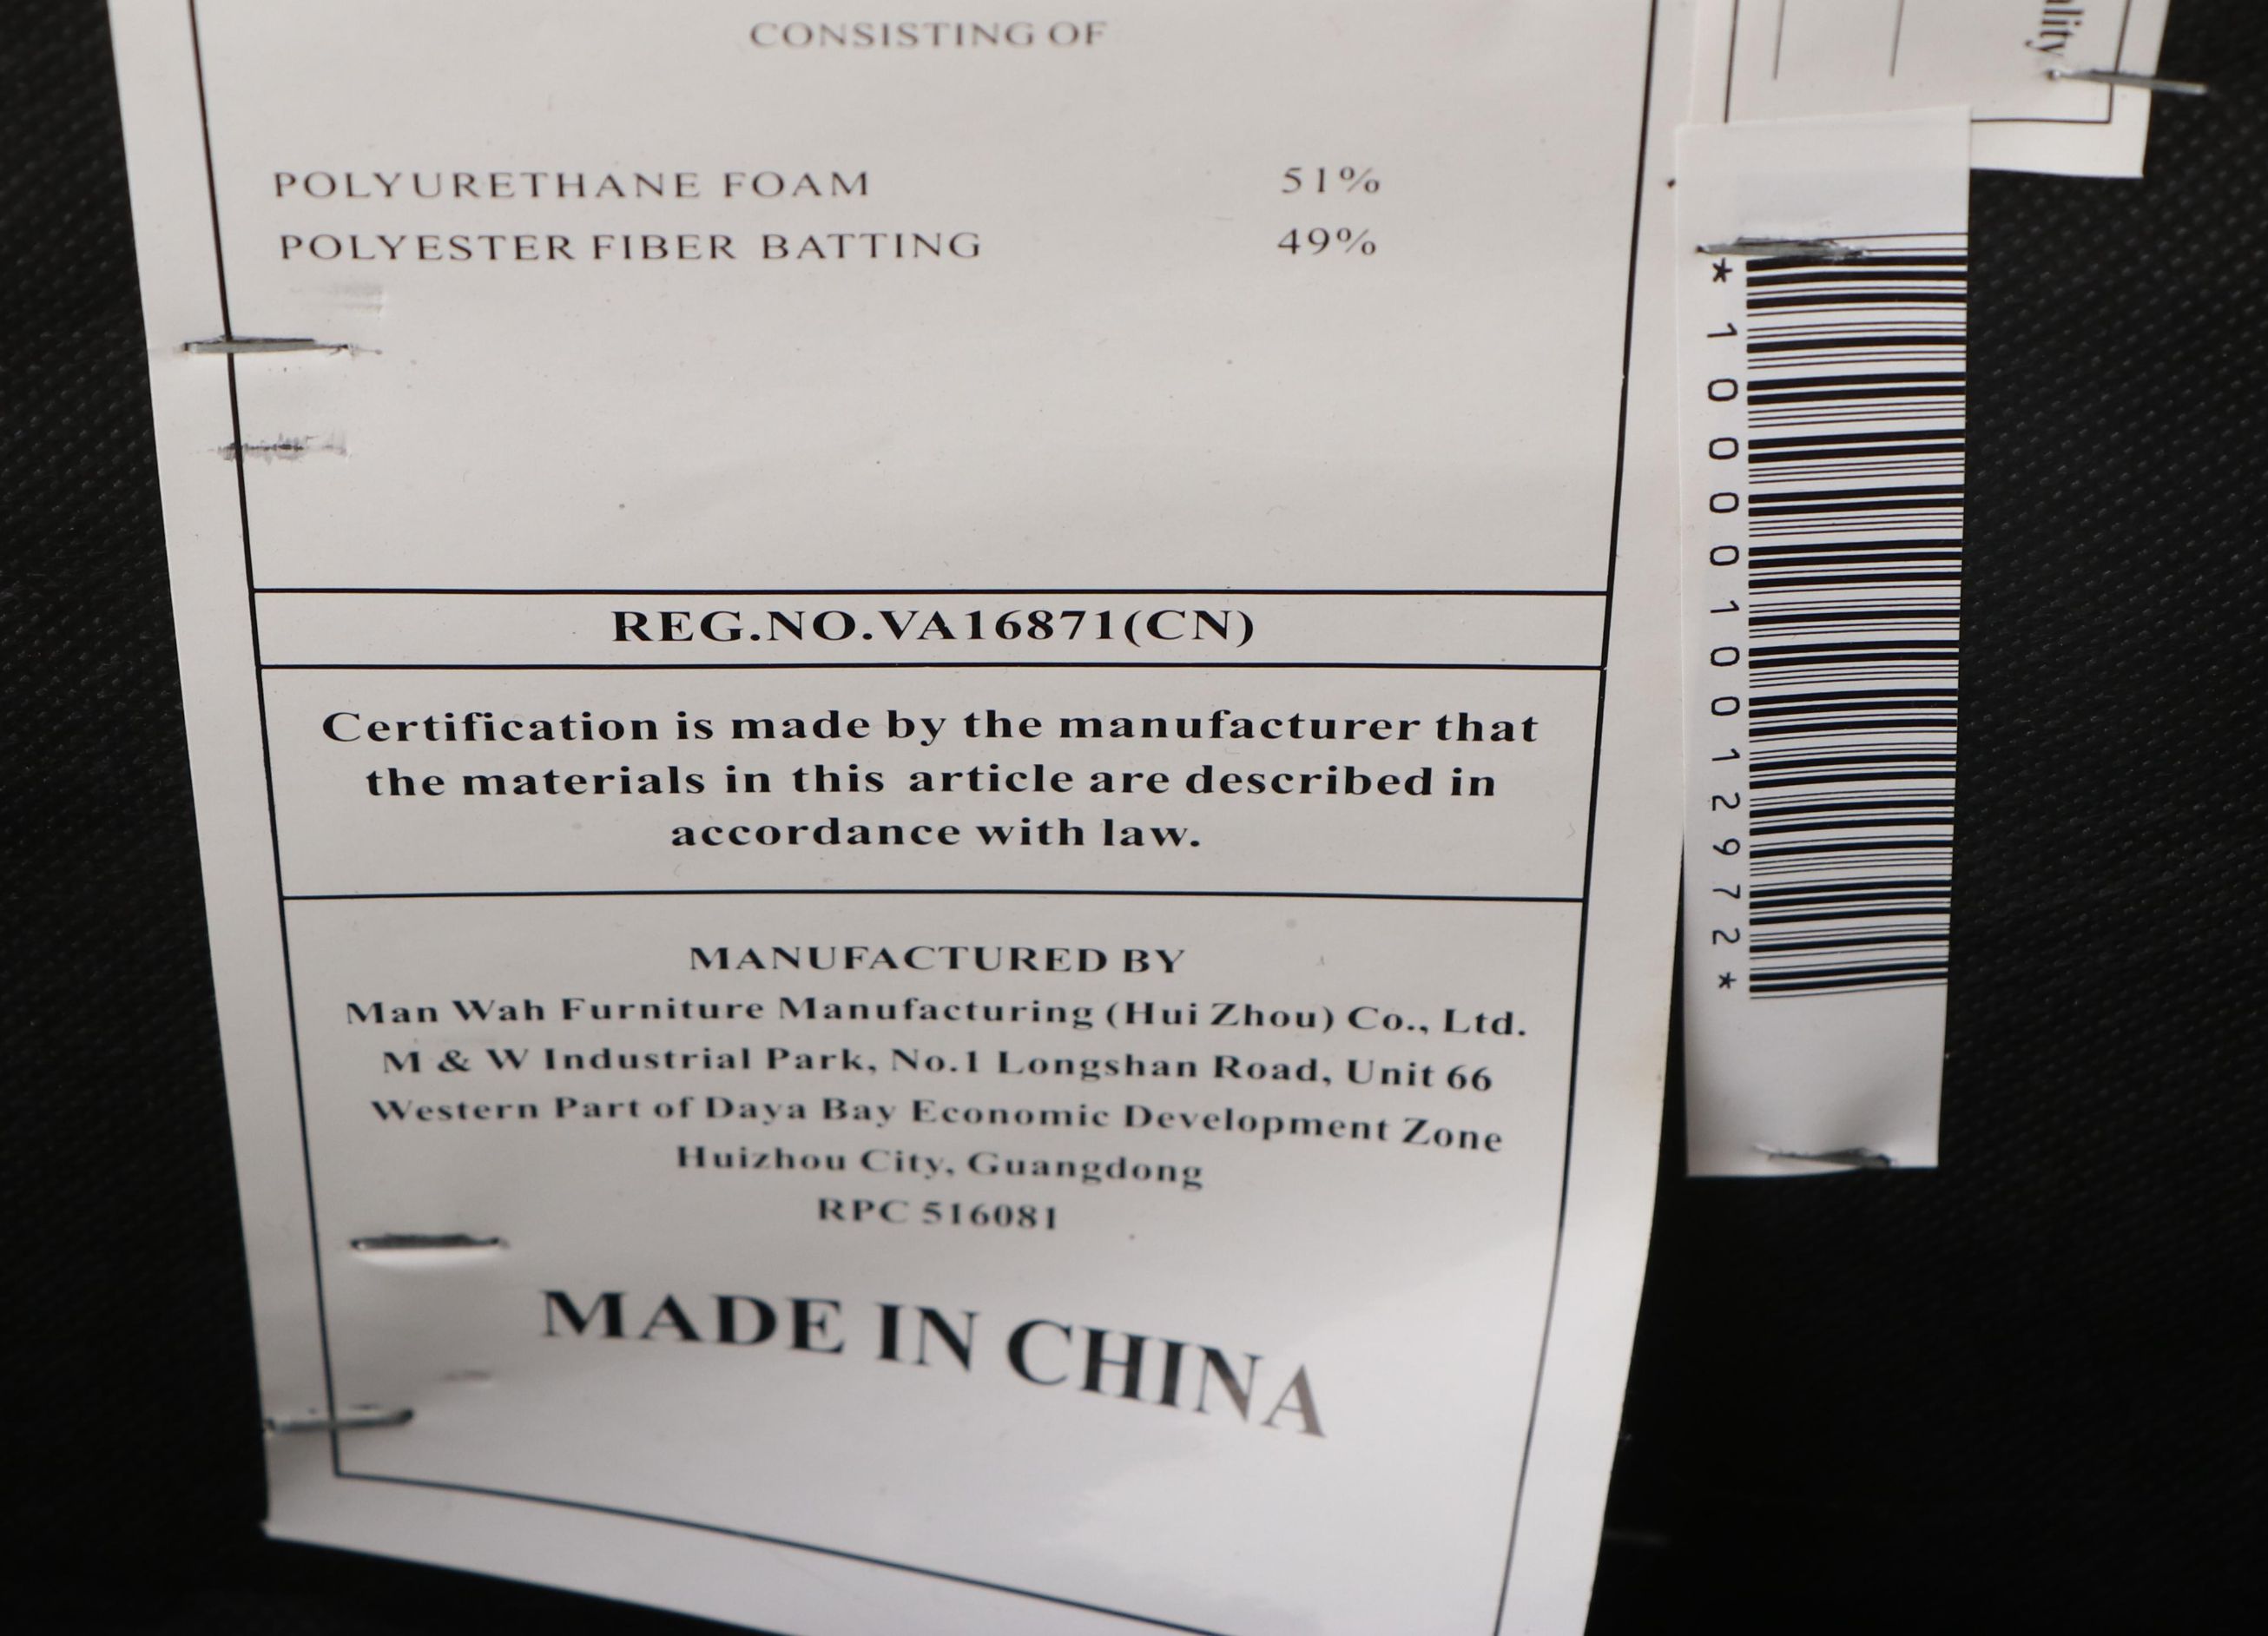 CONSISTING OF
POLYURETHANE FOAM 51%
POLYESTER FIBER BATTING 49%
REG.NO.VA16871(CN)
Certification is made by the manufacturer that
the materials in this article are described in
accordance with law.
MANUFACTURED BY
Man Wah Furniture Manufacturing (Hui Zhou) Co., Ltd.
M & W Industrial Park, No.1 Longshan Road, Unit 66
Western Part of Daya Bay Economic Development Zone
Huizhou City, Guangdong
RPC 516081
MADE IN CHINA
*1000010012972*